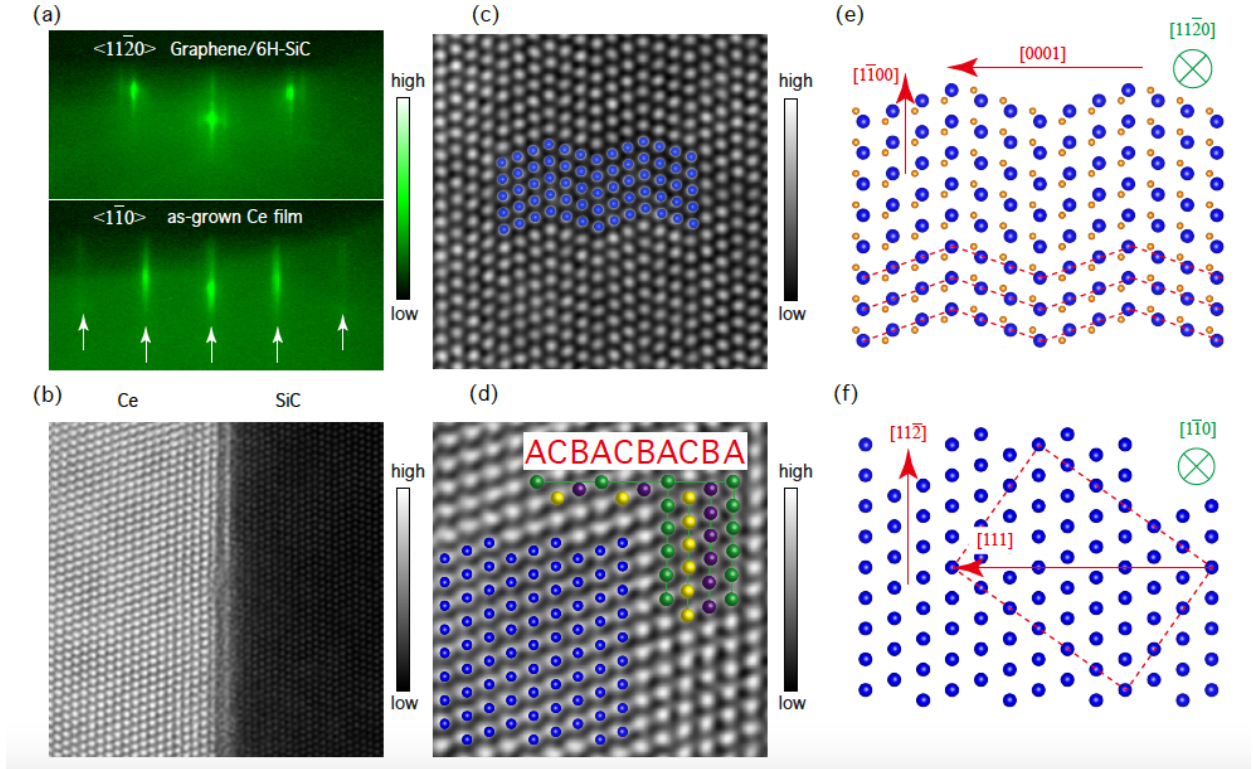 (a)
<112̅0> Graphene/6H-SiC
<11̅0> as-grown Ce film
high
low
(b)
Ce SiC
high
low
(c)
high
low
(d)
ACBACBACBA
high
low
(e)
[112̅0]
[0001]
[11̅00]
(f)
[112̅]
[11̅0]
[111]